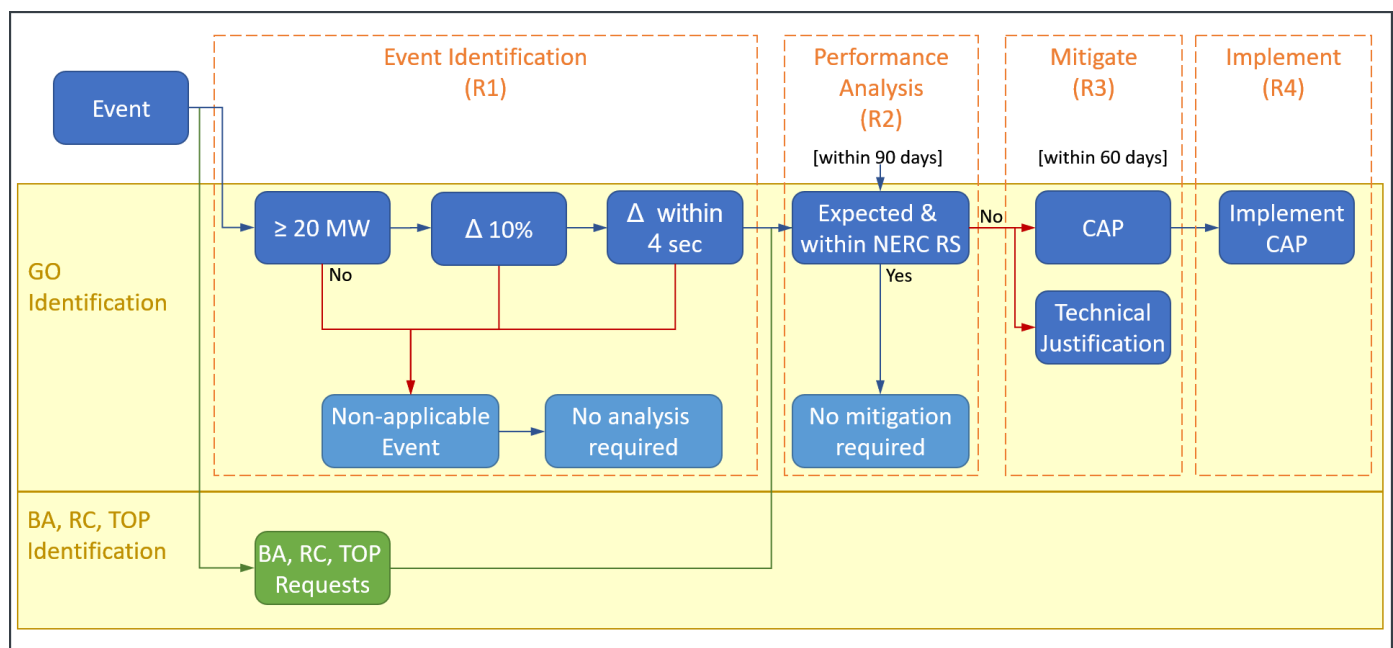 Event Identification
(R1)
Performance
Analysis
(R2)
Mitigate
(R3)
Implement
(R4)
Event
[within 90 days]
[within 60 days]
≥ 20 MW
Δ 10%
Δ within
4 sec
Expected &
within NERC RS
No
CAP
Implement
CAP
GO
Identification
No
Yes
Technical
Justification
Non-applicable
Event
No analysis
required
No mitigation
required
BA, RC, TOP
Identification
BA, RC, TOP
Requests